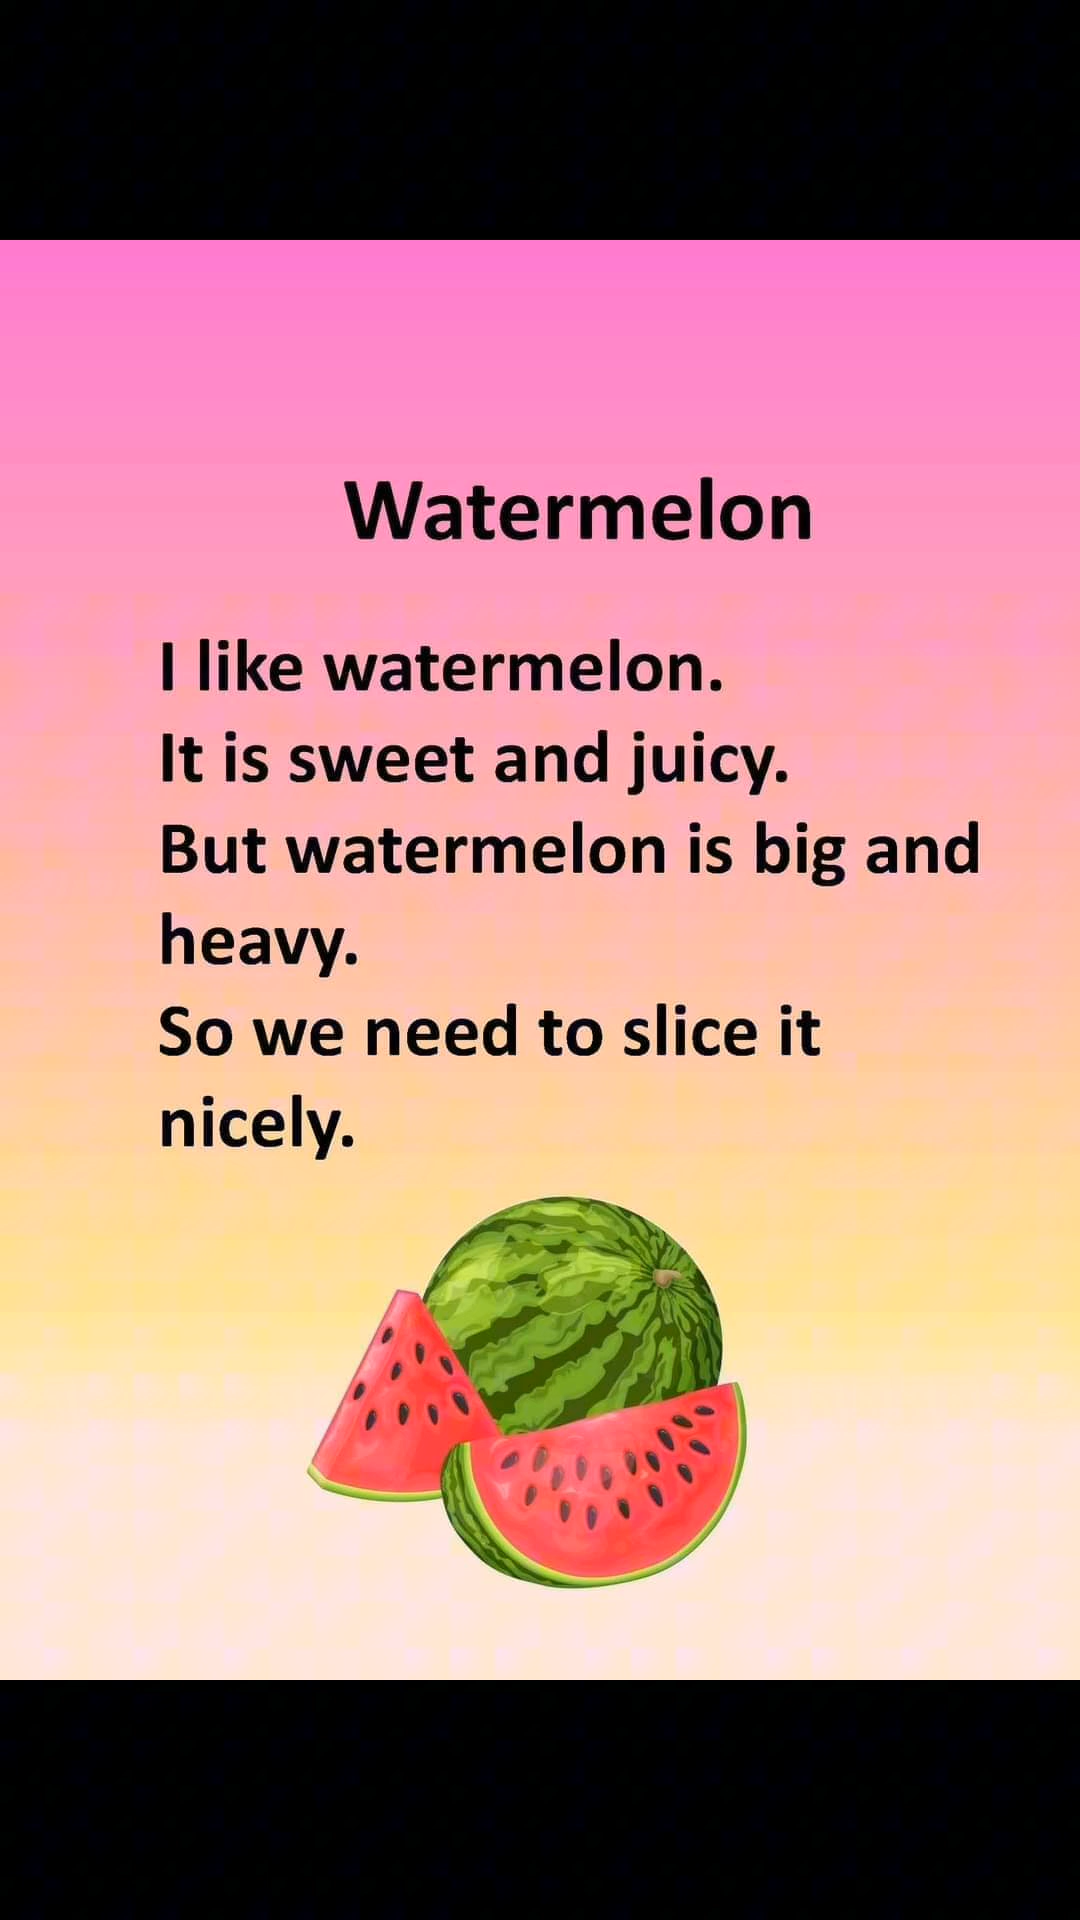 Watermelon
I like watermelon.
It is sweet and juicy.
But watermelon is big and
heavy.
So we need to slice it
nicely.